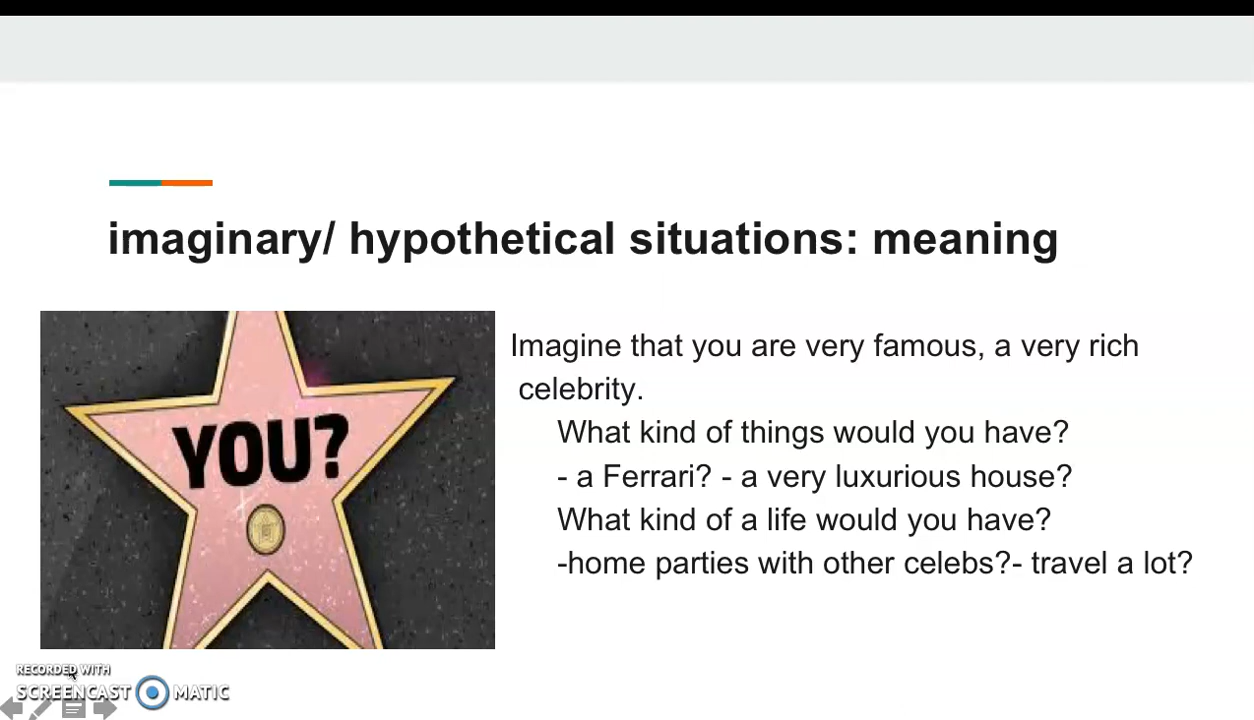 imaginary/ hypothetical situations: meaning
YOU?
Imagine that you are very famous, a very rich
celebrity.
What kind of things would you have?
- a Ferrari? - a very luxurious house?
What kind of a life would you have?
-home parties with other celebs?- travel a lot?
RECORDED WITH
SCREENCAST MATIC